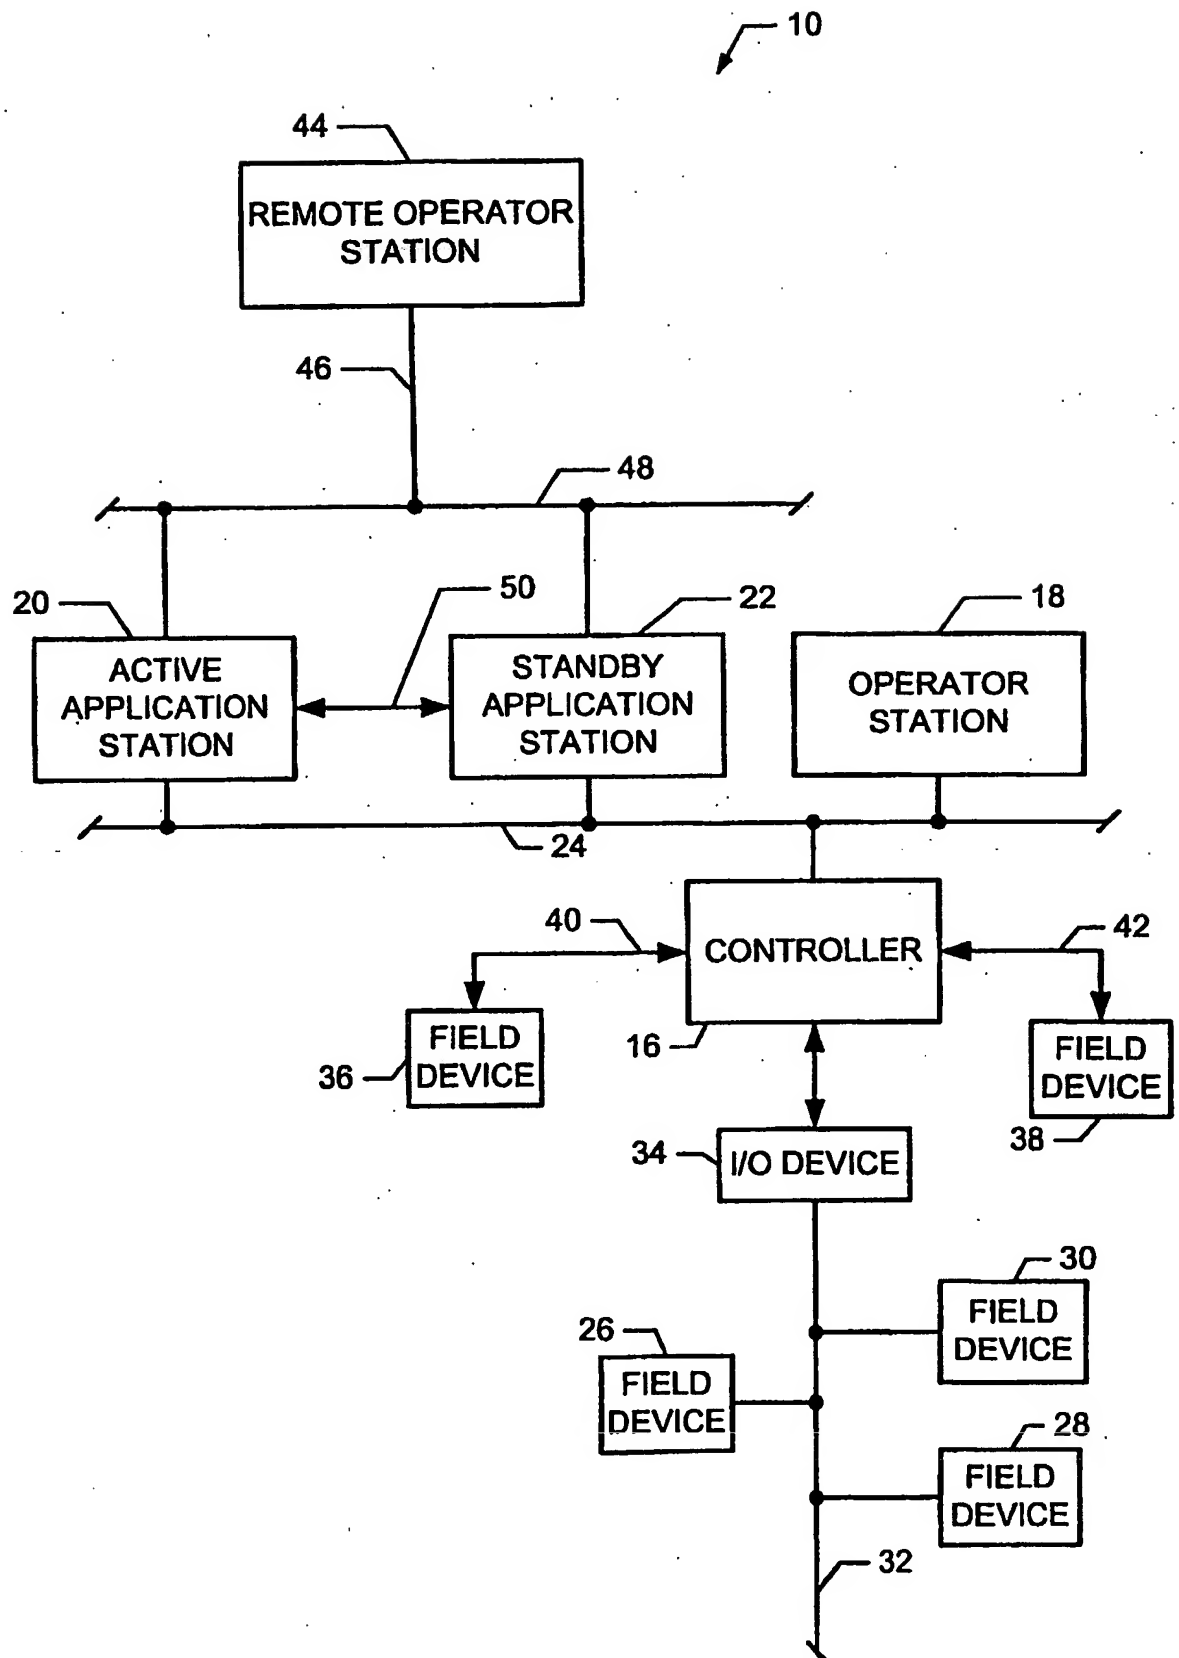 10
44
REMOTE OPERATOR
STATION
46
48
20
50
22
18
ACTIVE
APPLICATION
STATION
STANDBY
APPLICATION
STATION
OPERATOR
STATION
24
40
CONTROLLER
42
16
36
FIELD
DEVICE
FIELD
DEVICE
38
34
I/O DEVICE
30
FIELD
DEVICE
26
FIELD
DEVICE
28
FIELD
DEVICE
32